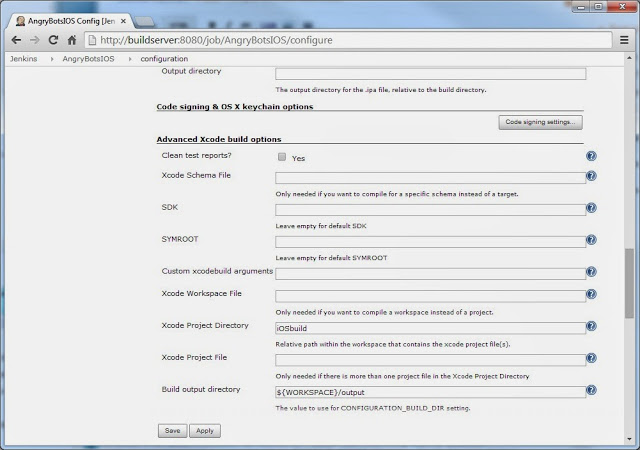 AngryBotsIOS Config [Jen
http://buildserver:8080/job/AngryBotsIOS/configure
Jenkins AngryBotsIOS configuration
Output directory
The output directory for the .ipa file, relative to the build directory.
Code signing & OS X keychain options
Code signing settings...
Advanced Xcode build options
Clean test reports? Yes
Xcode Schema File
Only needed if you want to compile for a specific schema instead of a target.
SDK
Leave empty for default SDK
SYMROOT
Leave empty for default SYMROOT
Custom xcodebuild arguments
Xcode Workspace File
Only needed if you want to compile a workspace instead of a project.
Xcode Project Directory iOSbuild
Relative path within the workspace that contains the xcode project file(s).
Xcode Project File
Only needed if there is more than one project file in the Xcode Project Directory
Build output directory ${WORKSPACE}/output
The value to use for CONFIGURATION_BUILD_DIR setting.
Save Apply